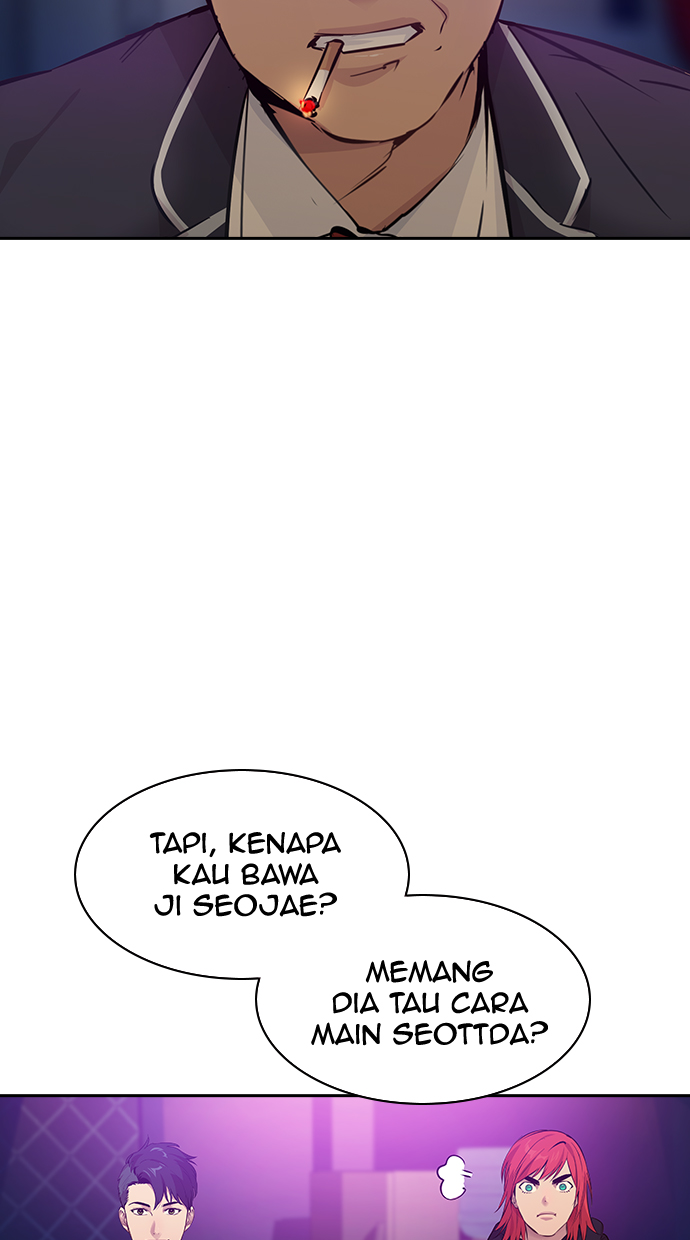 TAPI, KENAPA
KAU BAWA
JI SEOJAE?
MEMANG
DIA TAU CARA
MAIN SEOTTDA?